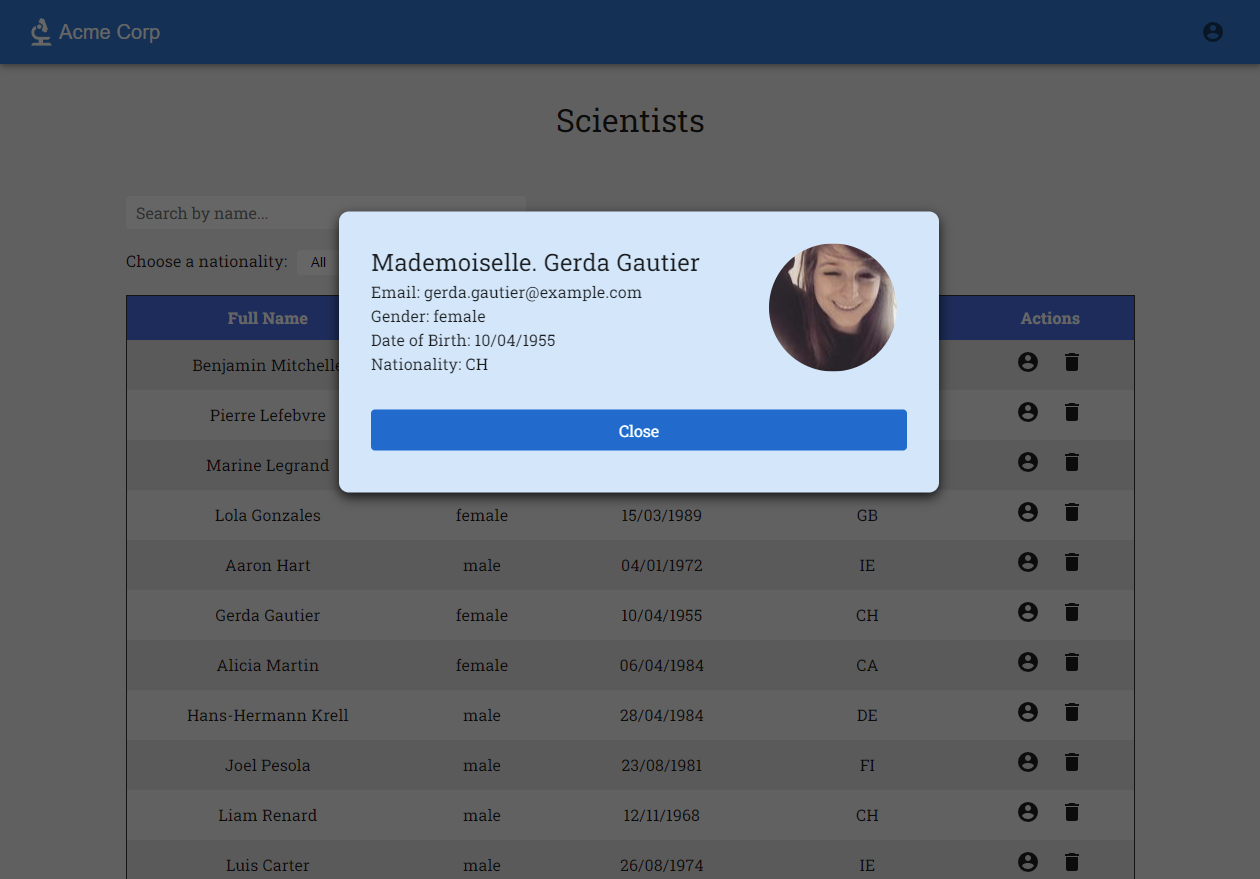 Acme Corp
Scientists
Search by name...
Choose a nationality: All
Mademoiselle. Gerda Gautier
Email: gerda.gautier@example.com
Gender: female
Date of Birth: 10/04/1955
Nationality: CH
Close
Full Name Actions
Benjamin Mitchelle
Pierre Lefebvre
Marine Legrand
Lola Gonzales female 15/03/1989 GB
Aaron Hart male 04/01/1972 IE
Gerda Gautier female 10/04/1955 CH
Alicia Martin female 06/04/1984 CA
Hans-Hermann Krell male 28/04/1984 DE
Joel Pesola male 23/08/1981 FI
Liam Renard male 12/11/1968 CH
Luis Carter male 26/08/1974 IE